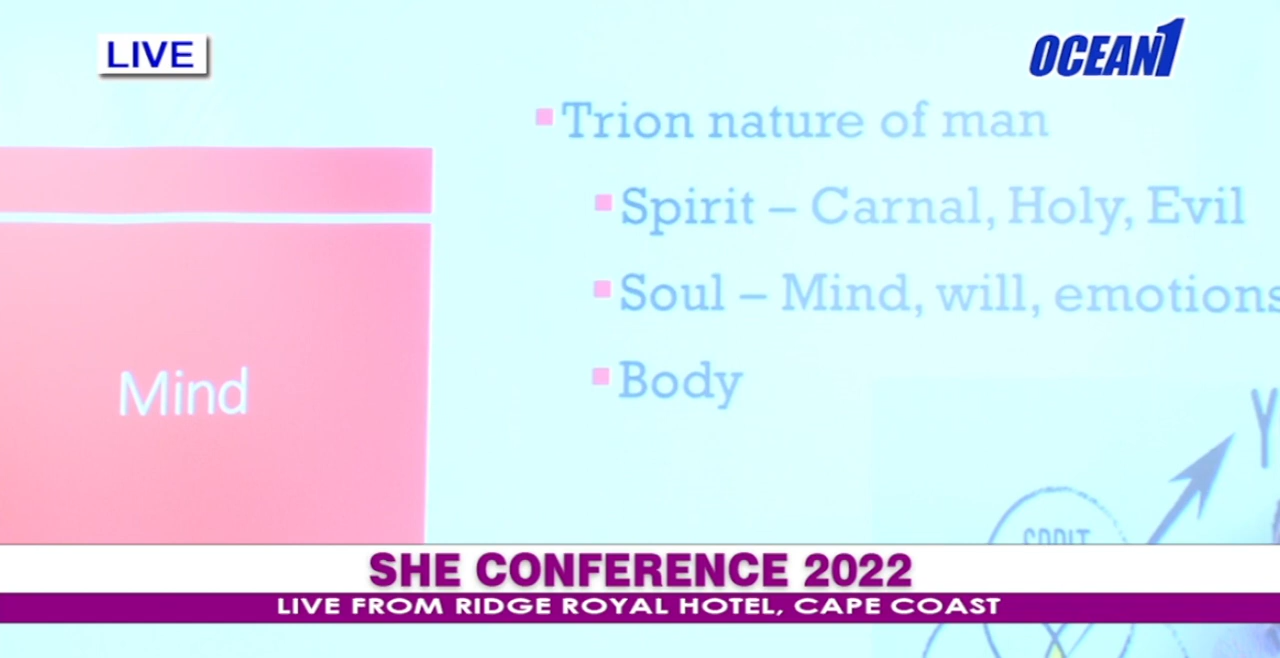 LIVE
OCEAN1
Trion nature of man
Spirit – Carnal, Holy, Evil
Soul – Mind, will, emotions
Body
Mind
SPRIT
SHE CONFERENCE 2022
LIVE FROM RIDGE ROYAL HOTEL, CAPE COAST